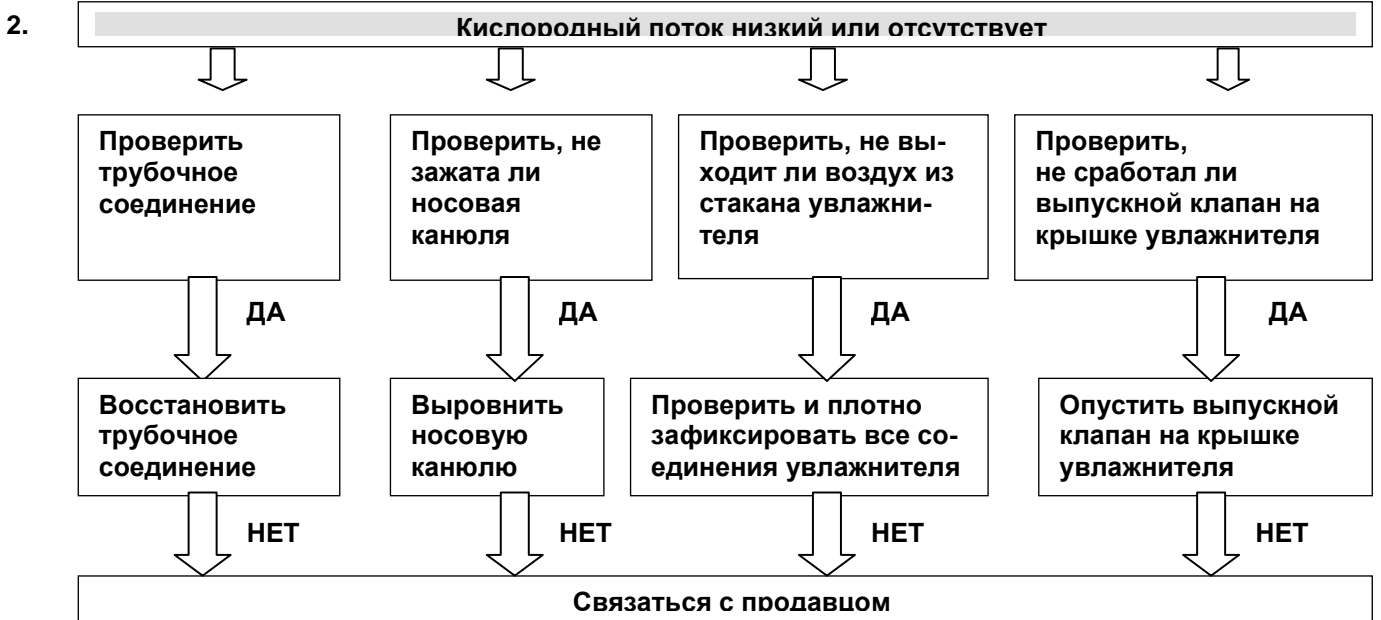 2.
Кислородный поток низкий или отсутствует
Проверить
трубочное
соединение
Проверить, не
зажата ли
носовая
канюля
Проверить, не вы-
ходит ли воздух из
стакана увлажни-
теля
Проверить,
не сработал ли
выпускной клапан на
крышке увлажнителя
ДА
ДА
ДА
ДА
Восстановить
трубочное
соединение
Выровнить
носовую
канюлю
Проверить и плотно
зафиксировать все со-
единения увлажнителя
Опустить выпускной
клапан на крышке
увлажнителя
НЕТ
НЕТ
НЕТ
НЕТ
Связаться с продавцом